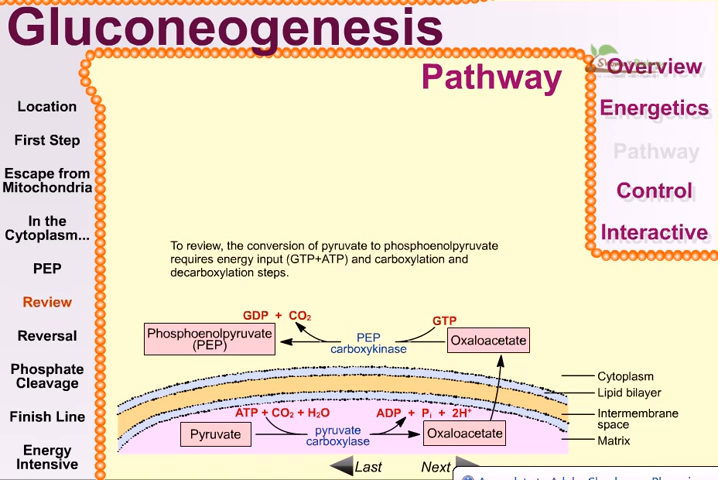 Gluconeogenesis
Pathway
Overview
Energetics
Pathway
Control
Interactive
Location
First Step
Escape from
Mitochondria
In the
Cytoplasm...
PEP
Review
Reversal
Phosphate
Cleavage
Finish Line
Energy
Intensive
To review, the conversion of pyruvate to phosphoenolpyruvate
requires energy input (GTP+ATP) and carboxylation and
decarboxylation steps.
GDP + CO₂
GTP
Phosphoenolpyruvate
(PEP)
PEP
carboxykinase
Oxaloacetate
Cytoplasm
Lipid bilayer
Intermembrane
space
Matrix
ATP + CO₂ + H₂O
ADP + Pᵢ + 2H⁺
Pyruvate
pyruvate
carboxylase
Oxaloacetate
Last
Next